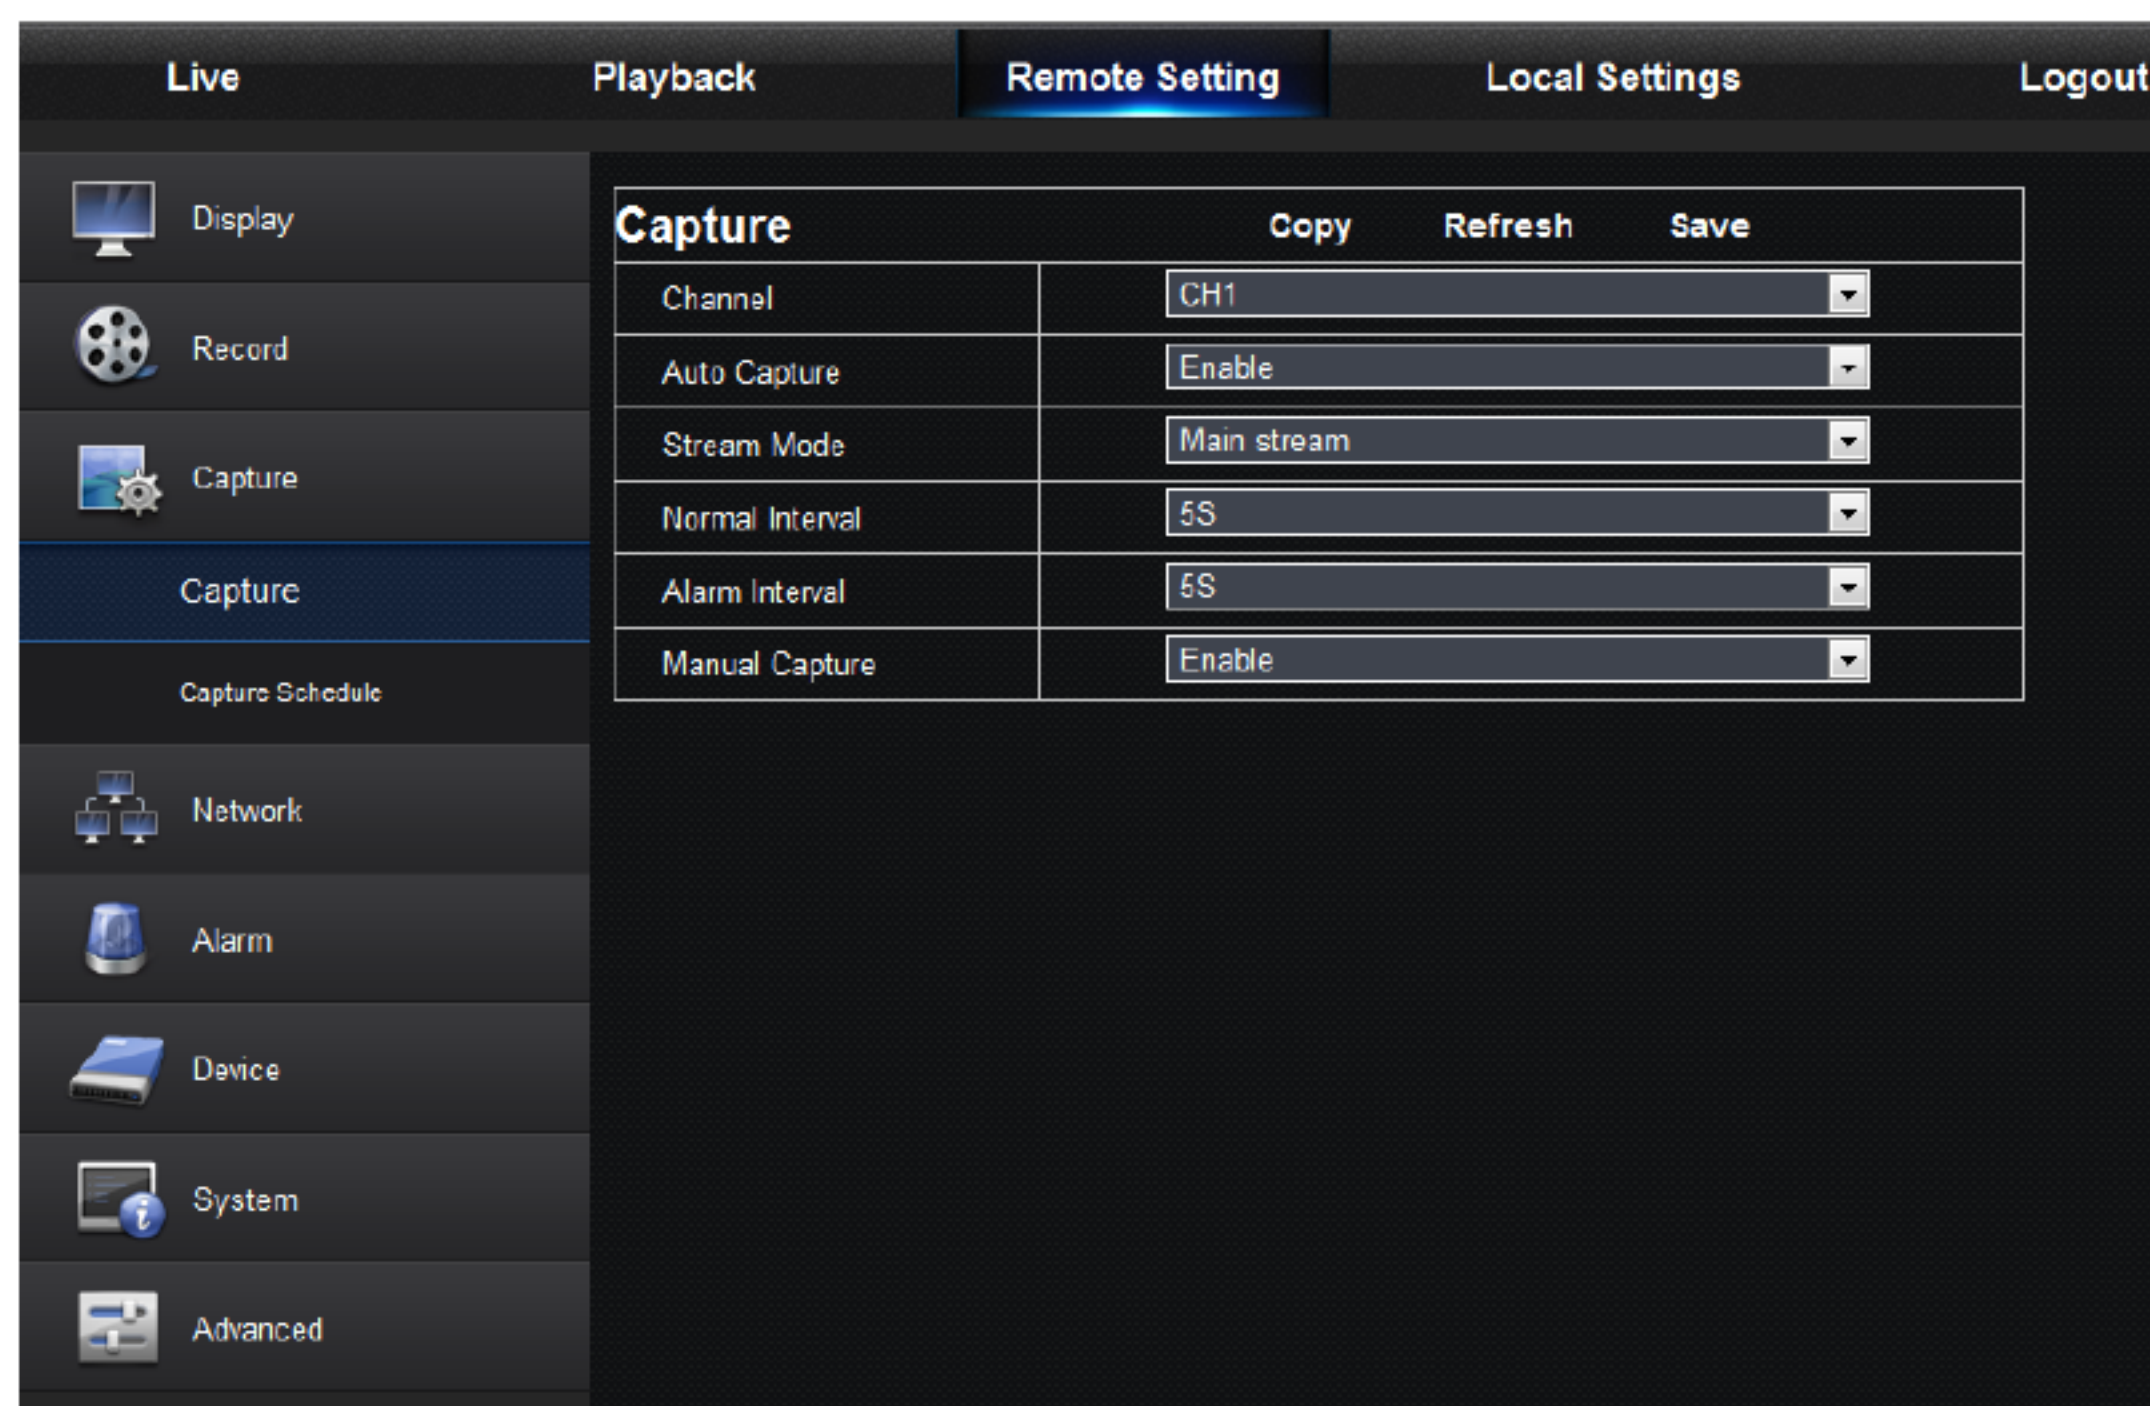 Live Playback Remote Setting Local Settings Logout
Display
Record
Capture
Capture
Capture Schedule
Network
Alarm
Device
System
Advanced
Capture Copy Refresh Save
Channel CH1
Auto Capture Enable
Stream Mode Main stream
Normal Interval 5S
Alarm Interval 5S
Manual Capture Enable